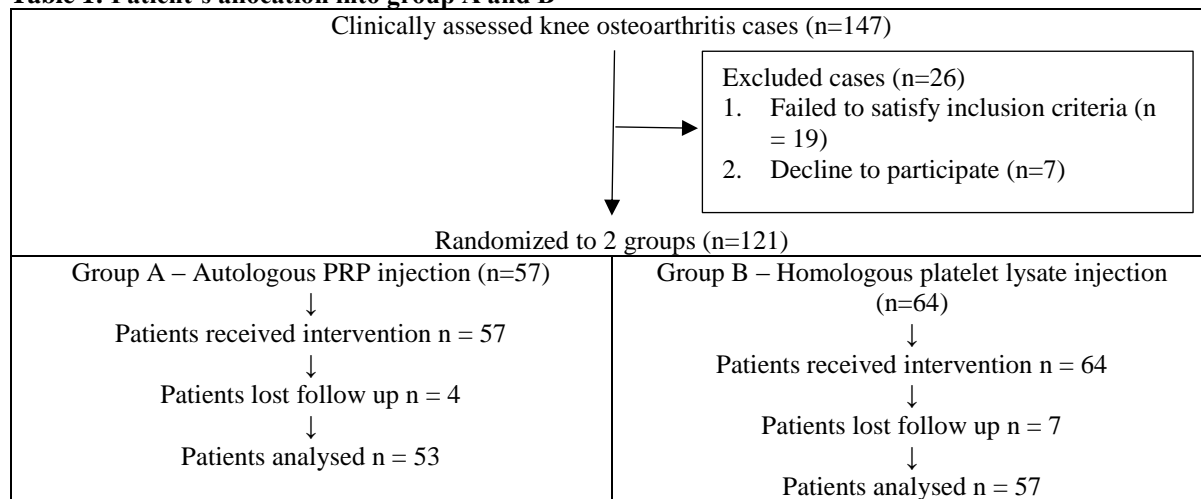 Table 1: Patient's allocation into group A and B
Clinically assessed knee osteoarthritis cases (n=147)
Excluded cases (n=26)
1. Failed to satisfy inclusion criteria (n
= 19)
2. Decline to participate (n=7)
Randomized to 2 groups (n=121)
Group A – Autologous PRP injection (n=57)
↓
Patients received intervention n = 57
↓
Patients lost follow up n = 4
↓
Patients analysed n = 53
Group B – Homologous platelet lysate injection
(n=64)
↓
Patients received intervention n = 64
↓
Patients lost follow up n = 7
↓
Patients analysed n = 57